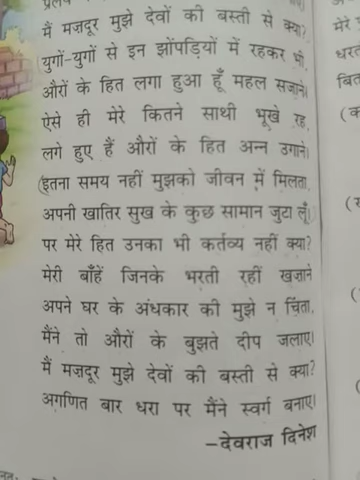 मैं मज़दूर मुझे देवों की बस्ती से क्या?
(युगों-युगों से इन झोंपड़ियों में रहकर भी,
औरों के हित लगा हुआ हूँ महल सजाने।
ऐसे ही मेरे कितने साथी भूखे रह,
लगे हुए हैं औरों के हित अन्न उगाने।
(इतना समय नहीं मुझको जीवन में मिलता,
अपनी खातिर सुख के कुछ सामान जुटा लूँ।
पर मेरे हित उनका भी कर्तव्य नहीं क्या?
मेरी बाँहें जिनके भरती रहीं खज़ाने
अपने घर के अंधकार की मुझे न चिंता,
मैंने तो औरों के बुझते दीप जलाए।
मैं मज़दूर मुझे देवों की बस्ती से क्या?
अगणित बार धरा पर मैंने स्वर्ग बनाए।
–देवराज दिनेश
मेरे
धरत
बित
(क
(स